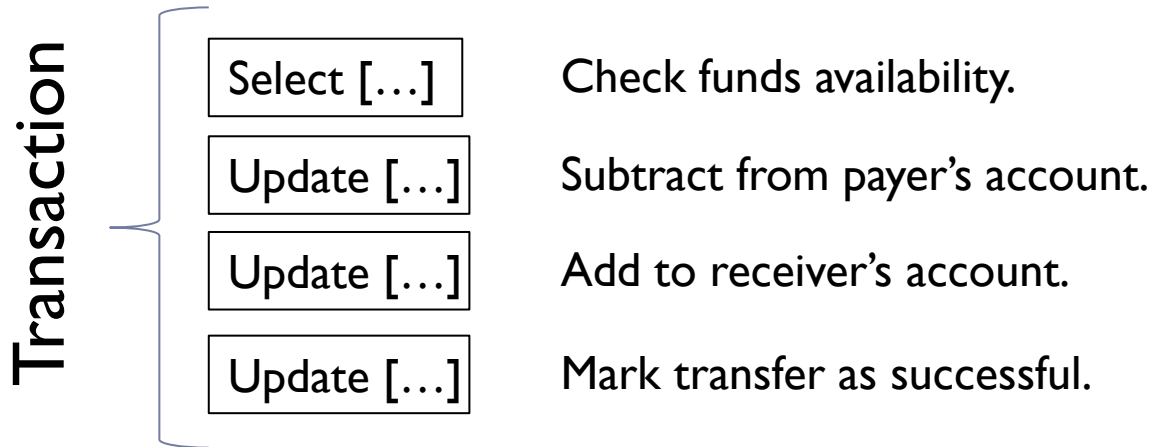 Transaction
Select […] Check funds availability.
Update […] Subtract from payer’s account.
Update […] Add to receiver’s account.
Update […] Mark transfer as successful.